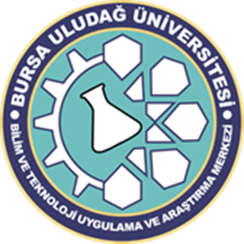 • BURSA ULUDAĞ ÜNİVERSİTESİ •
BİLİM VE TEKNOLOJİ UYGULAMA VE ARAŞTIRMA MERKEZİ